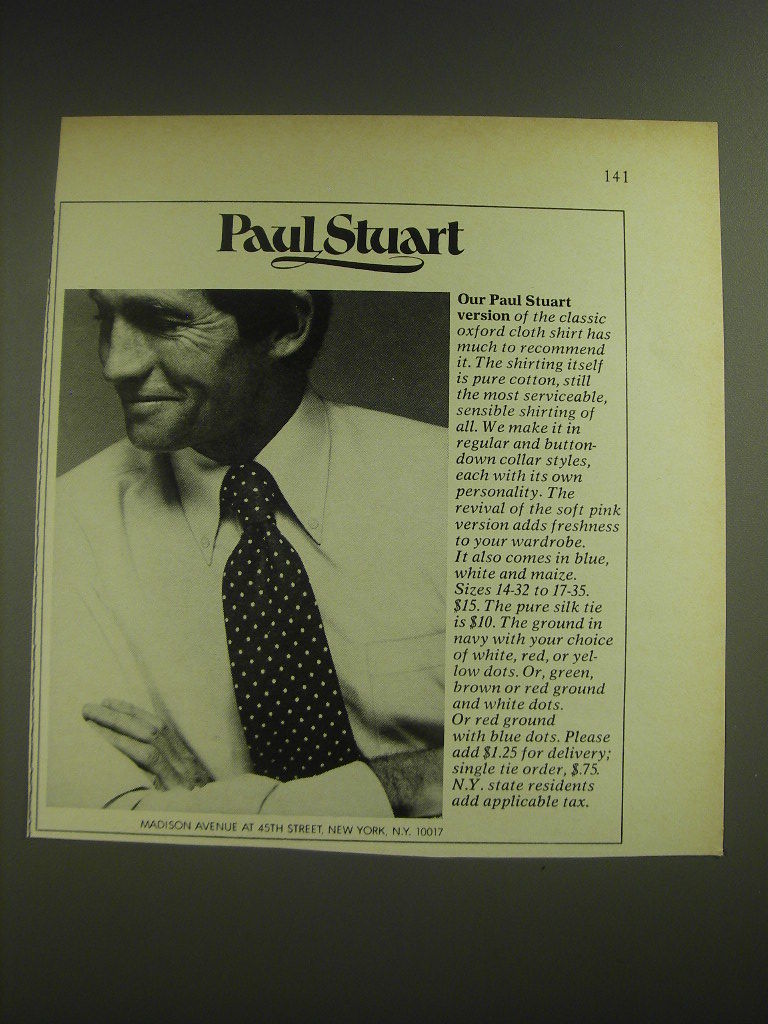 141
Paul Stuart
Our Paul Stuart
version of the classic
oxford cloth shirt has
much to recommend
it. The shirting itself
is pure cotton, still
the most serviceable,
sensible shirting of
all. We make it in
regular and button-
down collar styles,
each with its own
personality. The
revival of the soft pink
version adds freshness
to your wardrobe.
It also comes in blue,
white and maize.
Sizes 14-32 to 17-35.
$15. The pure silk tie
is $10. The ground in
navy with your choice
of white, red, or yel-
low dots. Or, green,
brown or red ground
and white dots.
Or red ground
with blue dots. Please
add $1.25 for delivery;
single tie order, $.75.
N.Y. state residents
add applicable tax.
MADISON AVENUE AT 45TH STREET, NEW YORK, N.Y. 10017